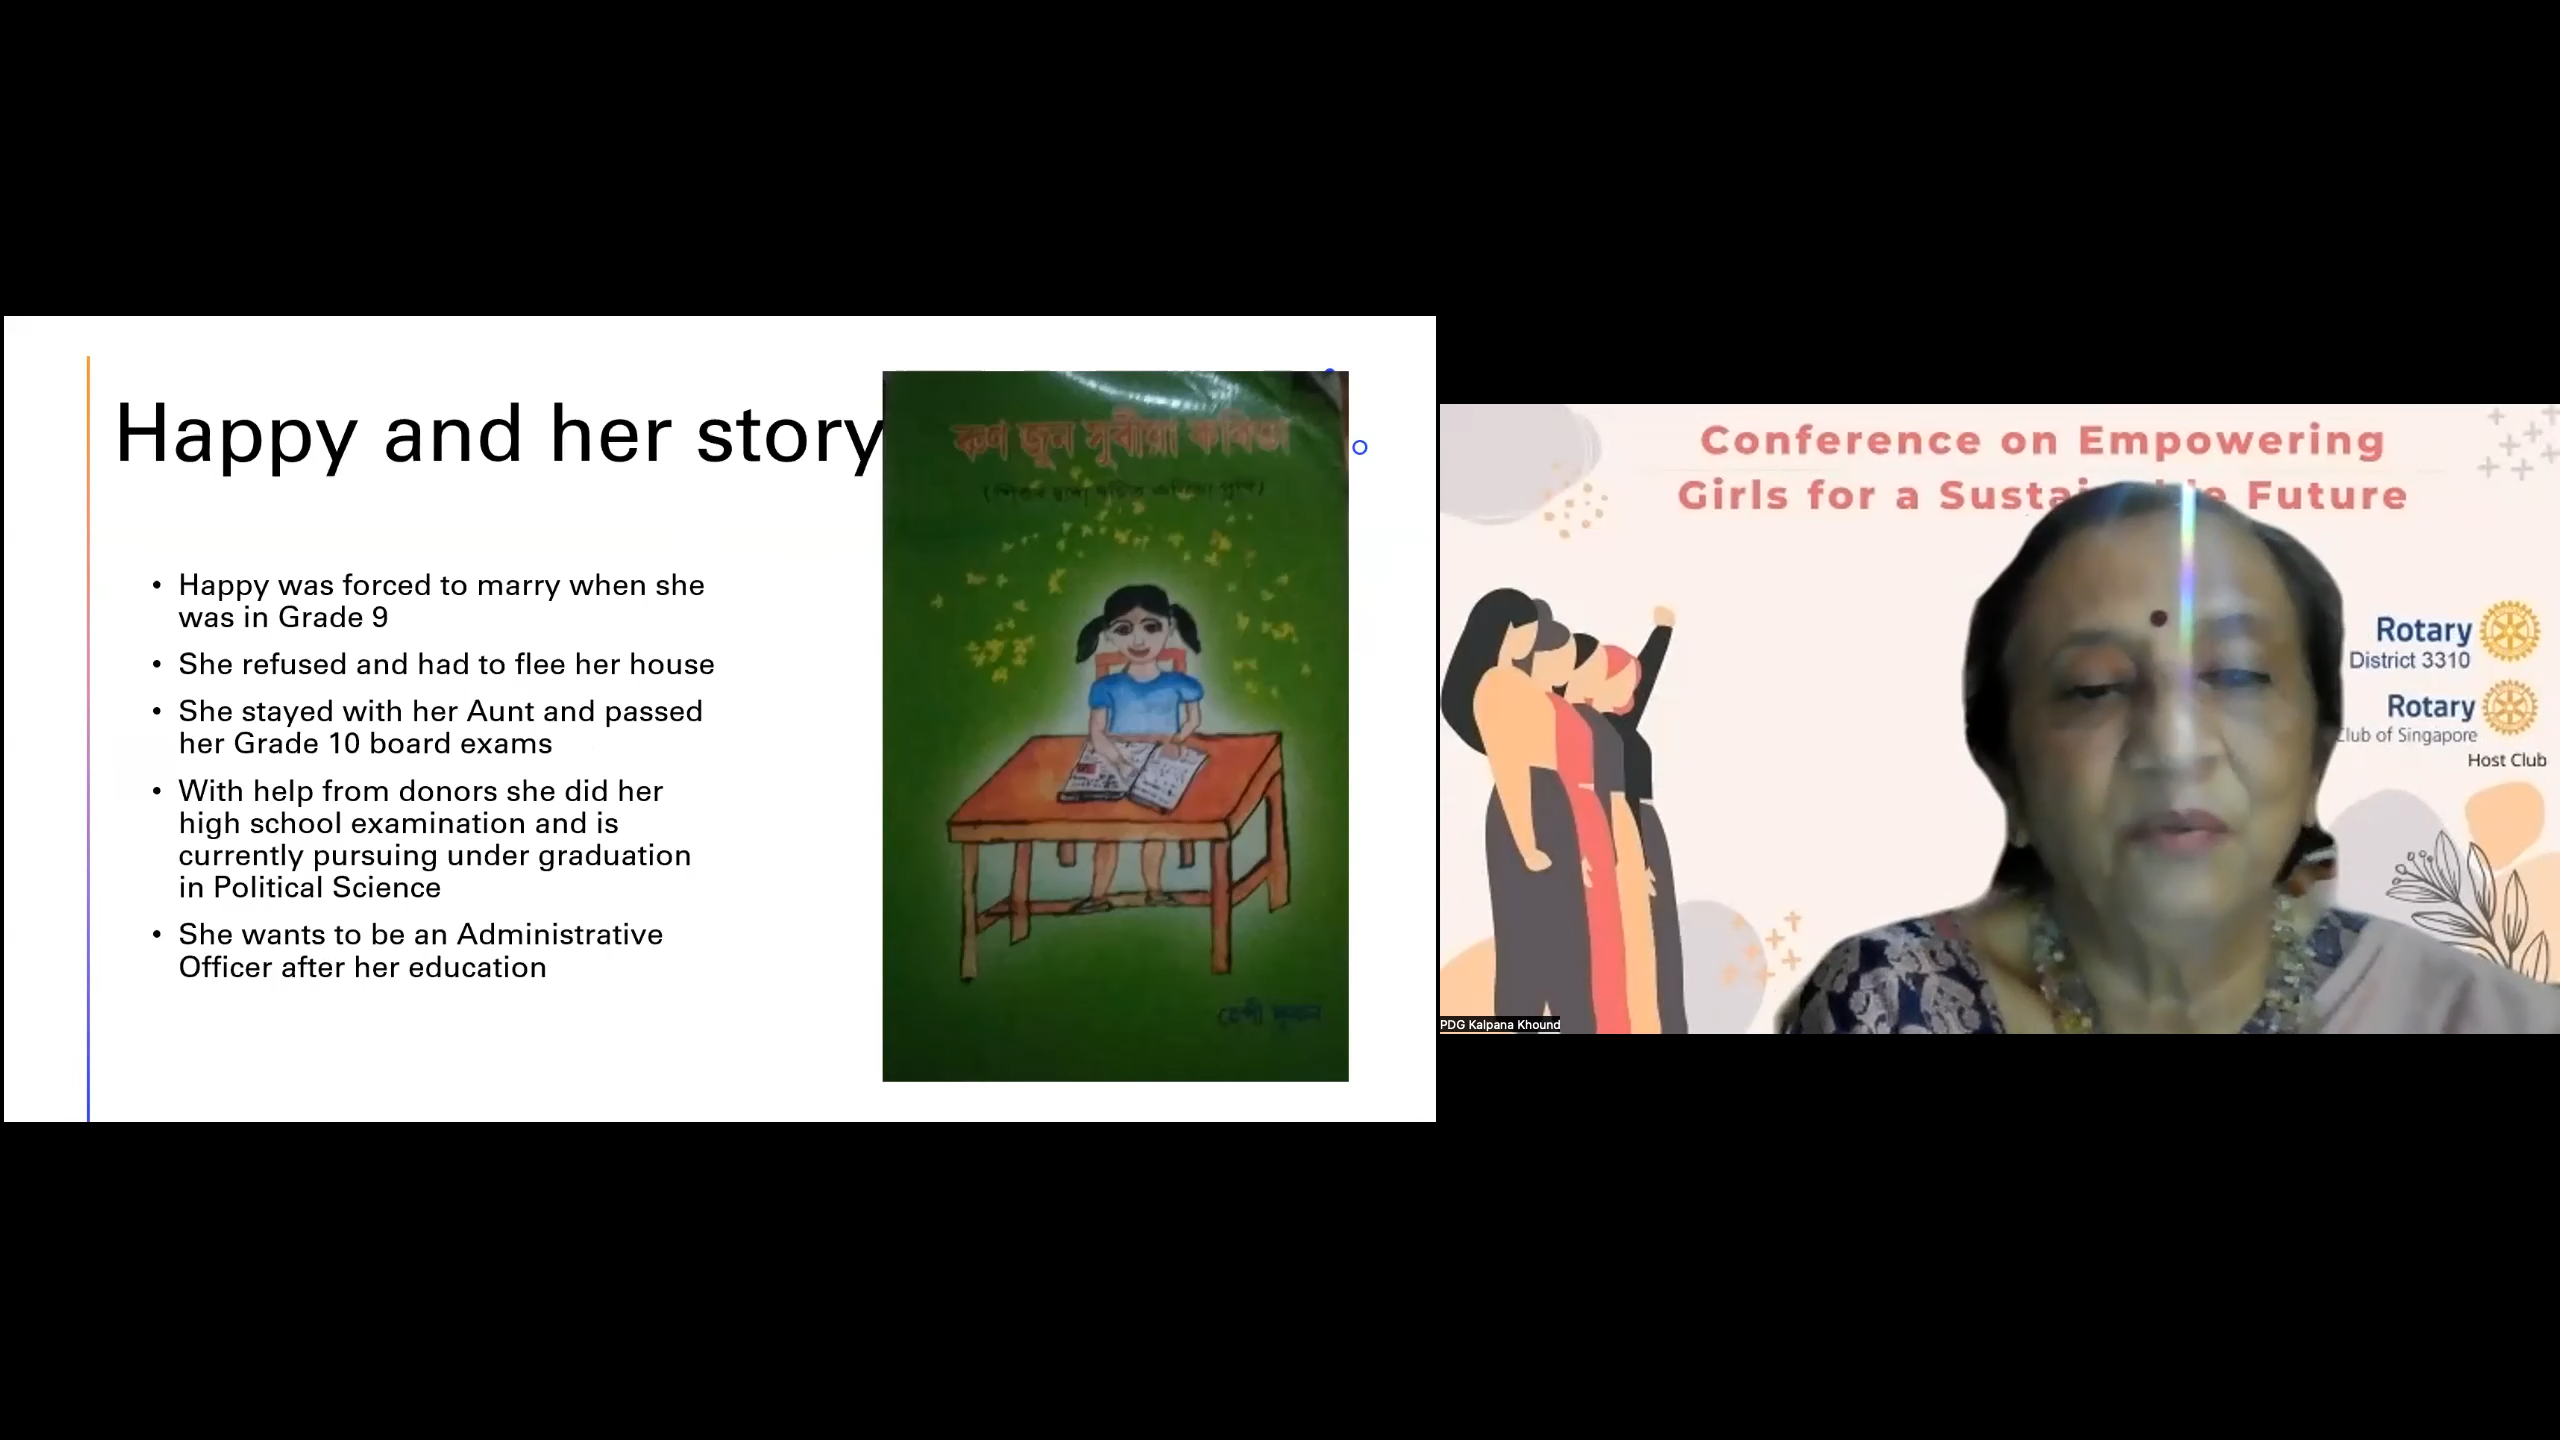 Happy and her story
• Happy was forced to marry when she
was in Grade 9
• She refused and had to flee her house
• She stayed with her Aunt and passed
her Grade 10 board exams
• With help from donors she did her
high school examination and is
currently pursuing under graduation
in Political Science
• She wants to be an Administrative
Officer after her education
জুন সুৰীয়া কবিতা
Conference on Empowering
Girls for a Future
Rotary
District 3310
Rotary
Club of Singapore
Host Club
PDG Kalpana Khound